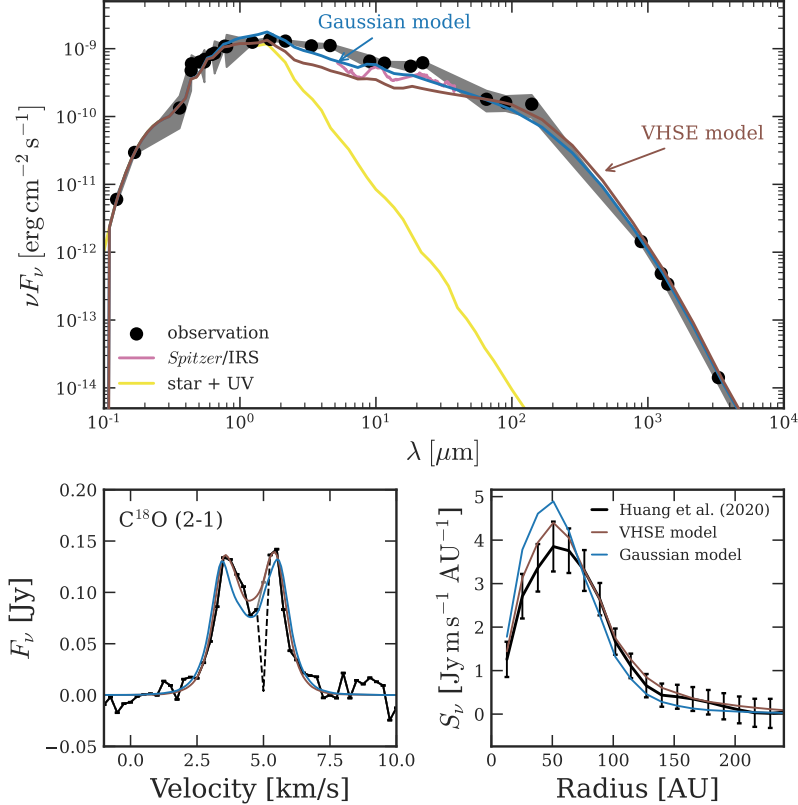 Gaussian model
VHSE model
observation
Spitzer/IRS
star + UV
νFν [erg cm⁻² s⁻¹]
10⁻⁹
10⁻¹⁰
10⁻¹¹
10⁻¹²
10⁻¹³
10⁻¹⁴
10⁻¹ 10⁰ 10¹ 10² 10³ 10⁴
λ [μm]
C¹⁸O (2-1)
Fν [Jy]
0.20
0.15
0.10
0.05
0.00
−0.05
0.0 2.5 5.0 7.5 10.0
Velocity [km/s]
Huang et al. (2020)
VHSE model
Gaussian model
Sν [Jy m s⁻¹ AU⁻¹]
5
4
3
2
1
0
0 50 100 150 200
Radius [AU]